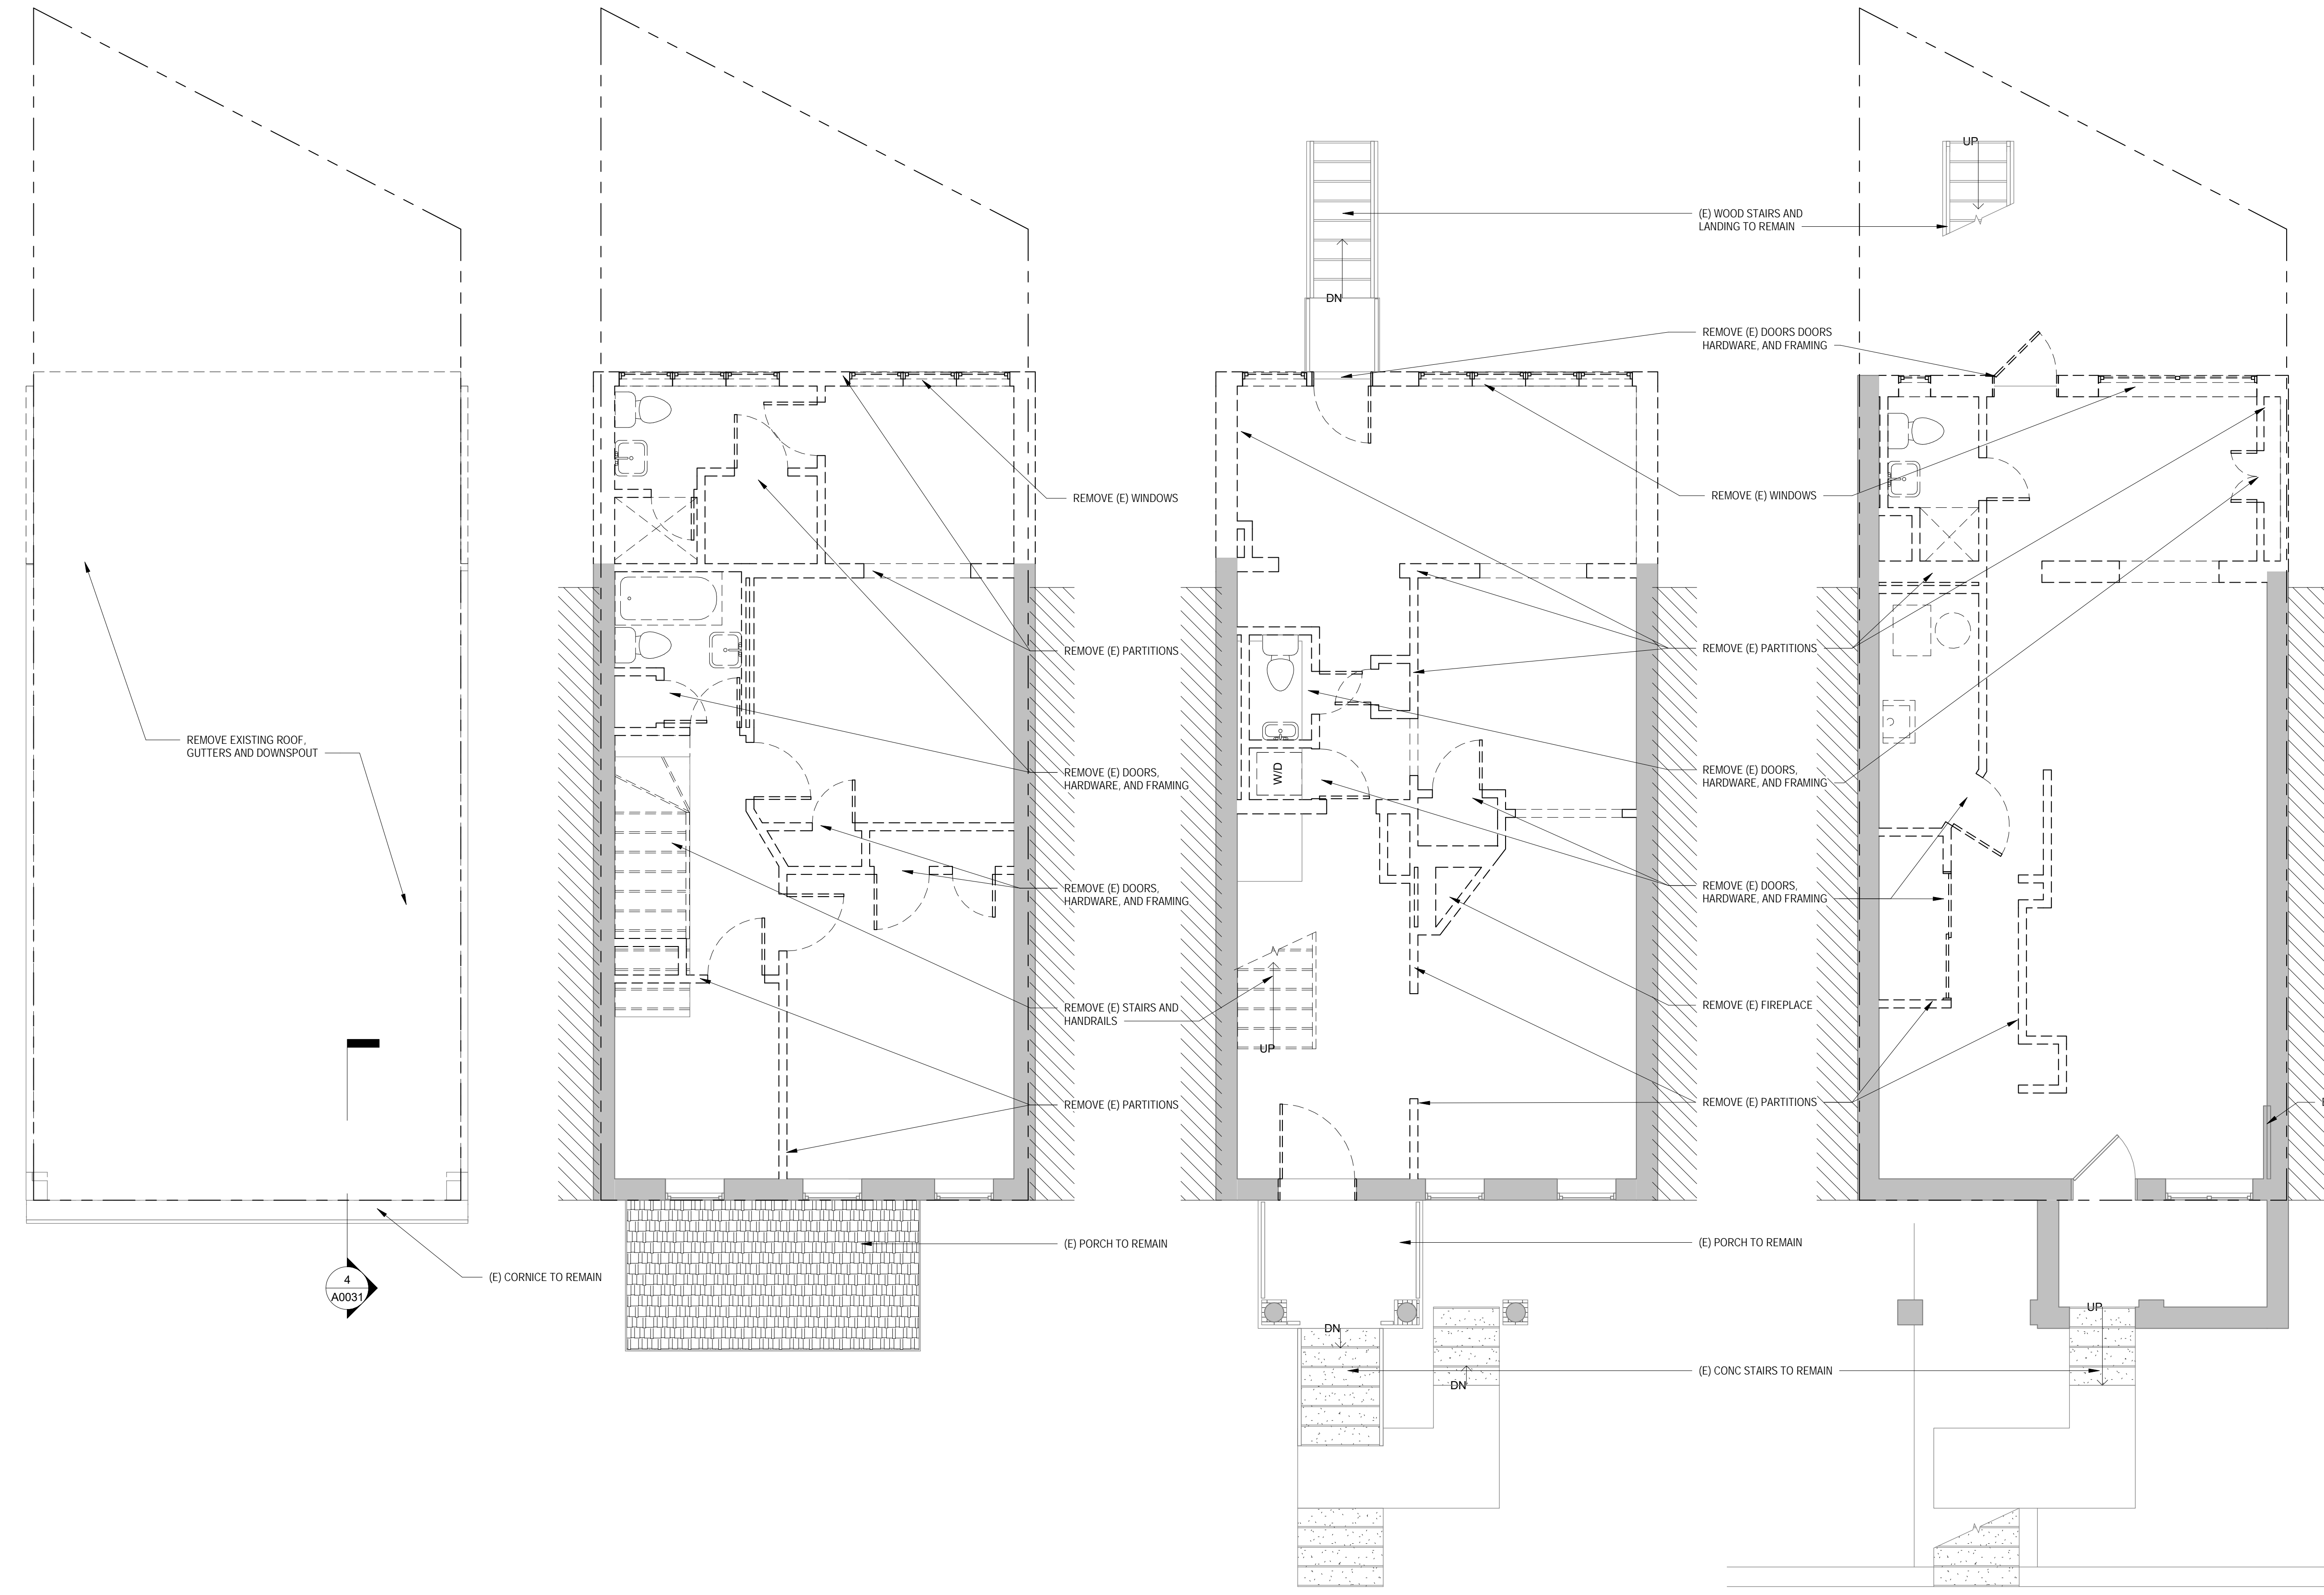 REMOVE EXISTING ROOF,
GUTTERS AND DOWNSPOUT
4
A0031
(E) CORNICE TO REMAIN
REMOVE (E) WINDOWS
REMOVE (E) PARTITIONS
REMOVE (E) DOORS,
HARDWARE, AND FRAMING
REMOVE (E) DOORS,
HARDWARE, AND FRAMING
REMOVE (E) STAIRS AND
HANDRAILS
REMOVE (E) PARTITIONS
(E) PORCH TO REMAIN
DN
W/D
UP
DN
DN
(E) WOOD STAIRS AND
LANDING TO REMAIN
REMOVE (E) DOORS DOORS
HARDWARE, AND FRAMING
REMOVE (E) WINDOWS
REMOVE (E) PARTITIONS
REMOVE (E) DOORS,
HARDWARE, AND FRAMING
REMOVE (E) DOORS,
HARDWARE, AND FRAMING
REMOVE (E) FIREPLACE
REMOVE (E) PARTITIONS
(E) PORCH TO REMAIN
(E) CONC STAIRS TO REMAIN
UP
UP